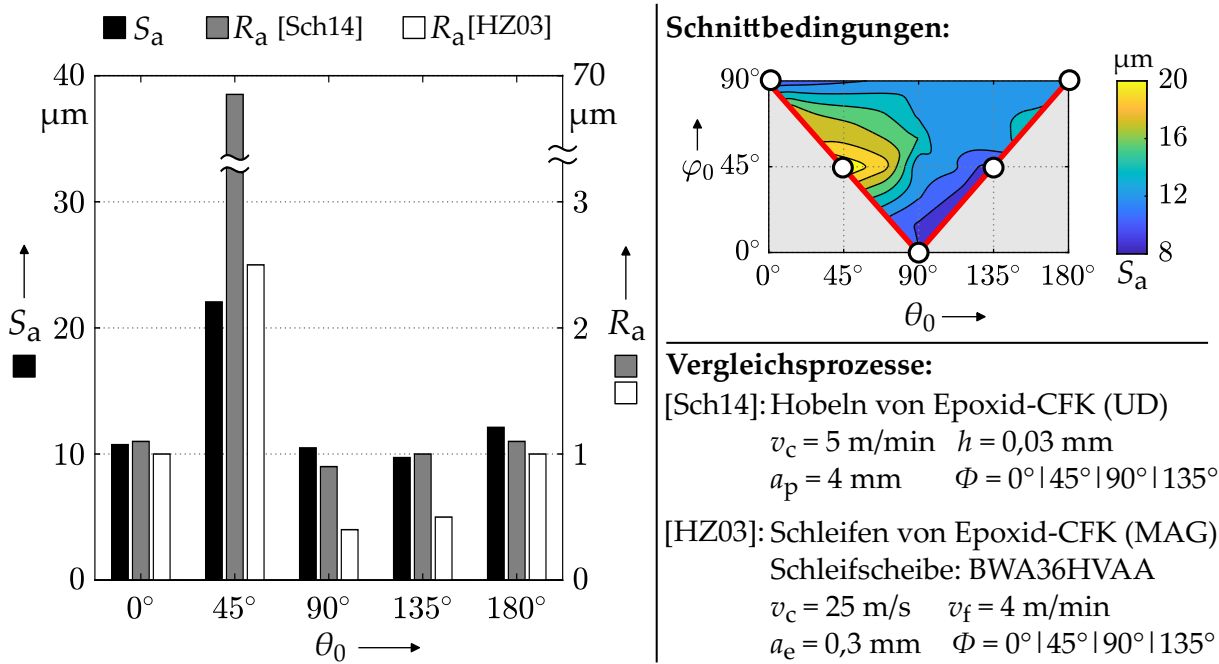 Sa Ra [Sch14] Ra [HZ03]
40
µm
30
20
10
0
Sa
70
µm
3
2
1
0
Ra
0° 45° 90° 135° 180°
θ0
Schnittbedingungen:
90°
φ0 45°
0°
0° 45° 90° 135° 180°
θ0
µm
20
16
12
8
Sa
Vergleichsprozesse:
[Sch14]: Hobeln von Epoxid-CFK (UD)
vc = 5 m/min h = 0,03 mm
ap = 4 mm Φ = 0°|45°|90°|135°
[HZ03]: Schleifen von Epoxid-CFK (MAG)
Schleifscheibe: BWA36HVAA
vc = 25 m/s vf = 4 m/min
ae = 0,3 mm Φ = 0°|45°|90°|135°